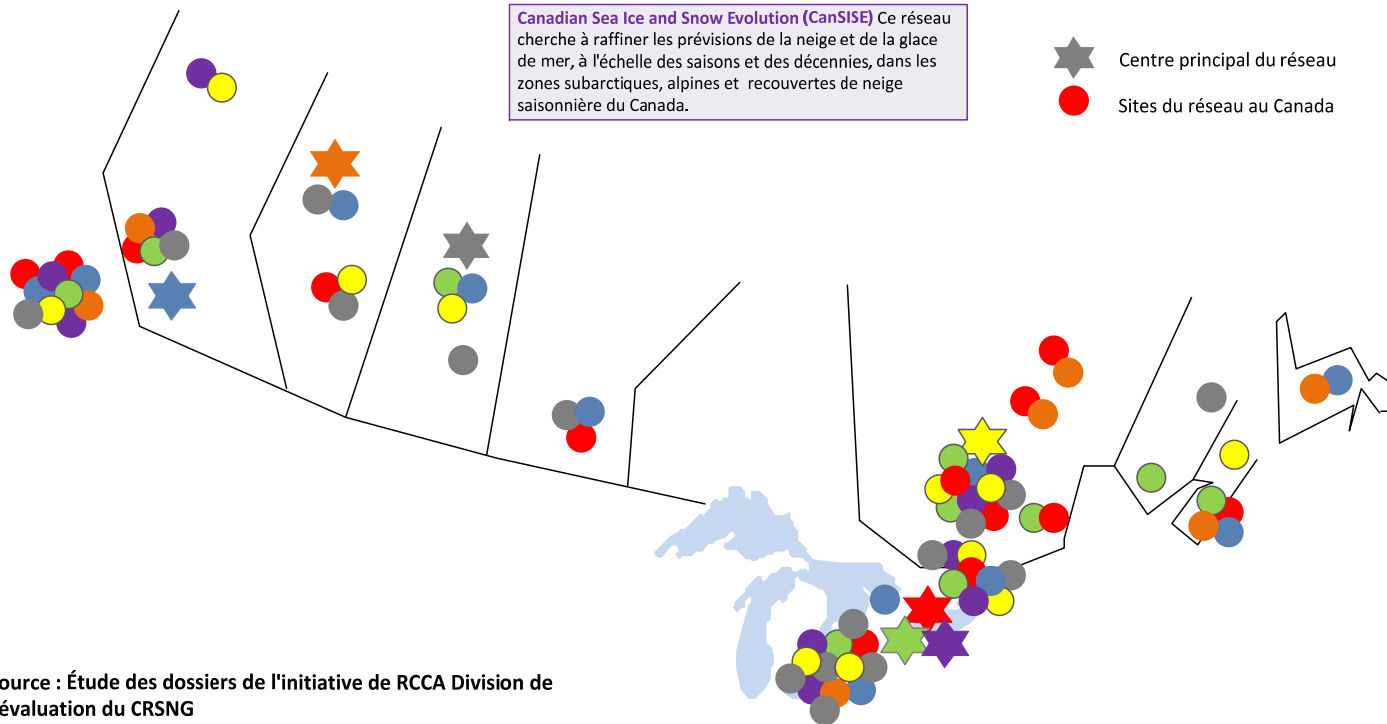 Canadian Sea Ice and Snow Evolution (CanSISE) Ce réseau
cherche à raffiner les prévisions de la neige et de la glace
de mer, à l'échelle des saisons et des décennies, dans les
zones subarctiques, alpines et recouvertes de neige
saisonnière du Canada.
Centre principal du réseau
Sites du réseau au Canada
ource : Étude des dossiers de l'initiative de RCCA Division de
évaluation du CRSNG